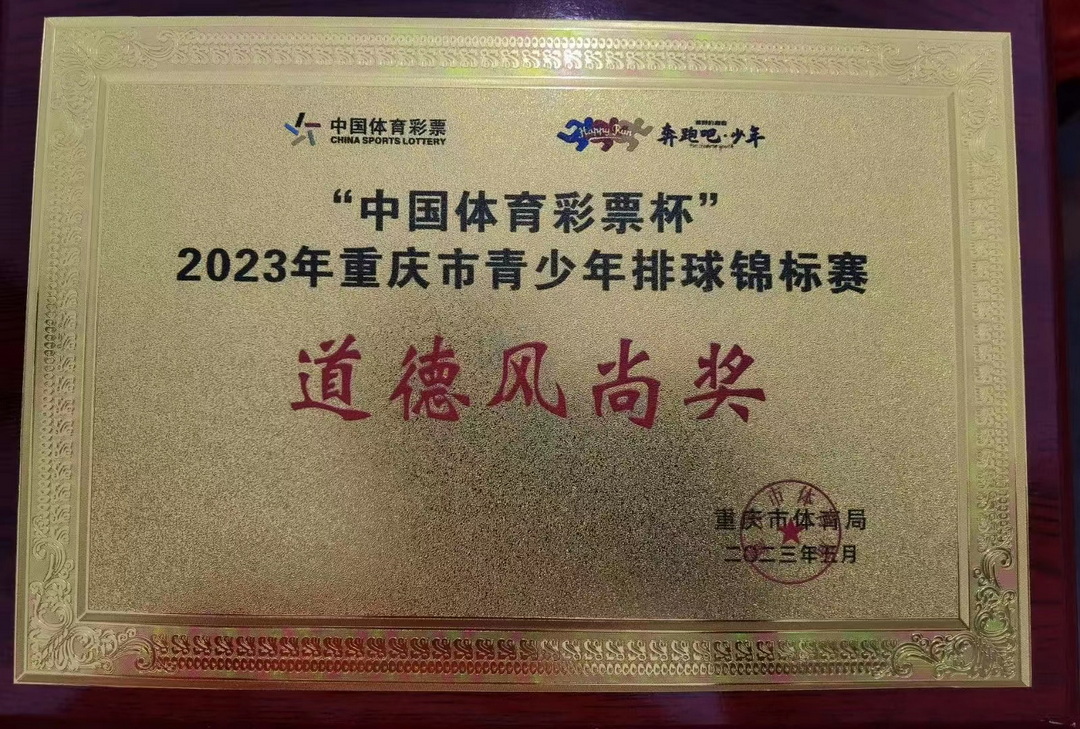 中国体育彩票
CHINA SPORTS LOTTERY
Happy Run
奔跑吧·少年
“中国体育彩票杯”
2023年重庆市青少年排球锦标赛
道德风尚奖
重庆市体育局
二〇二三年五月